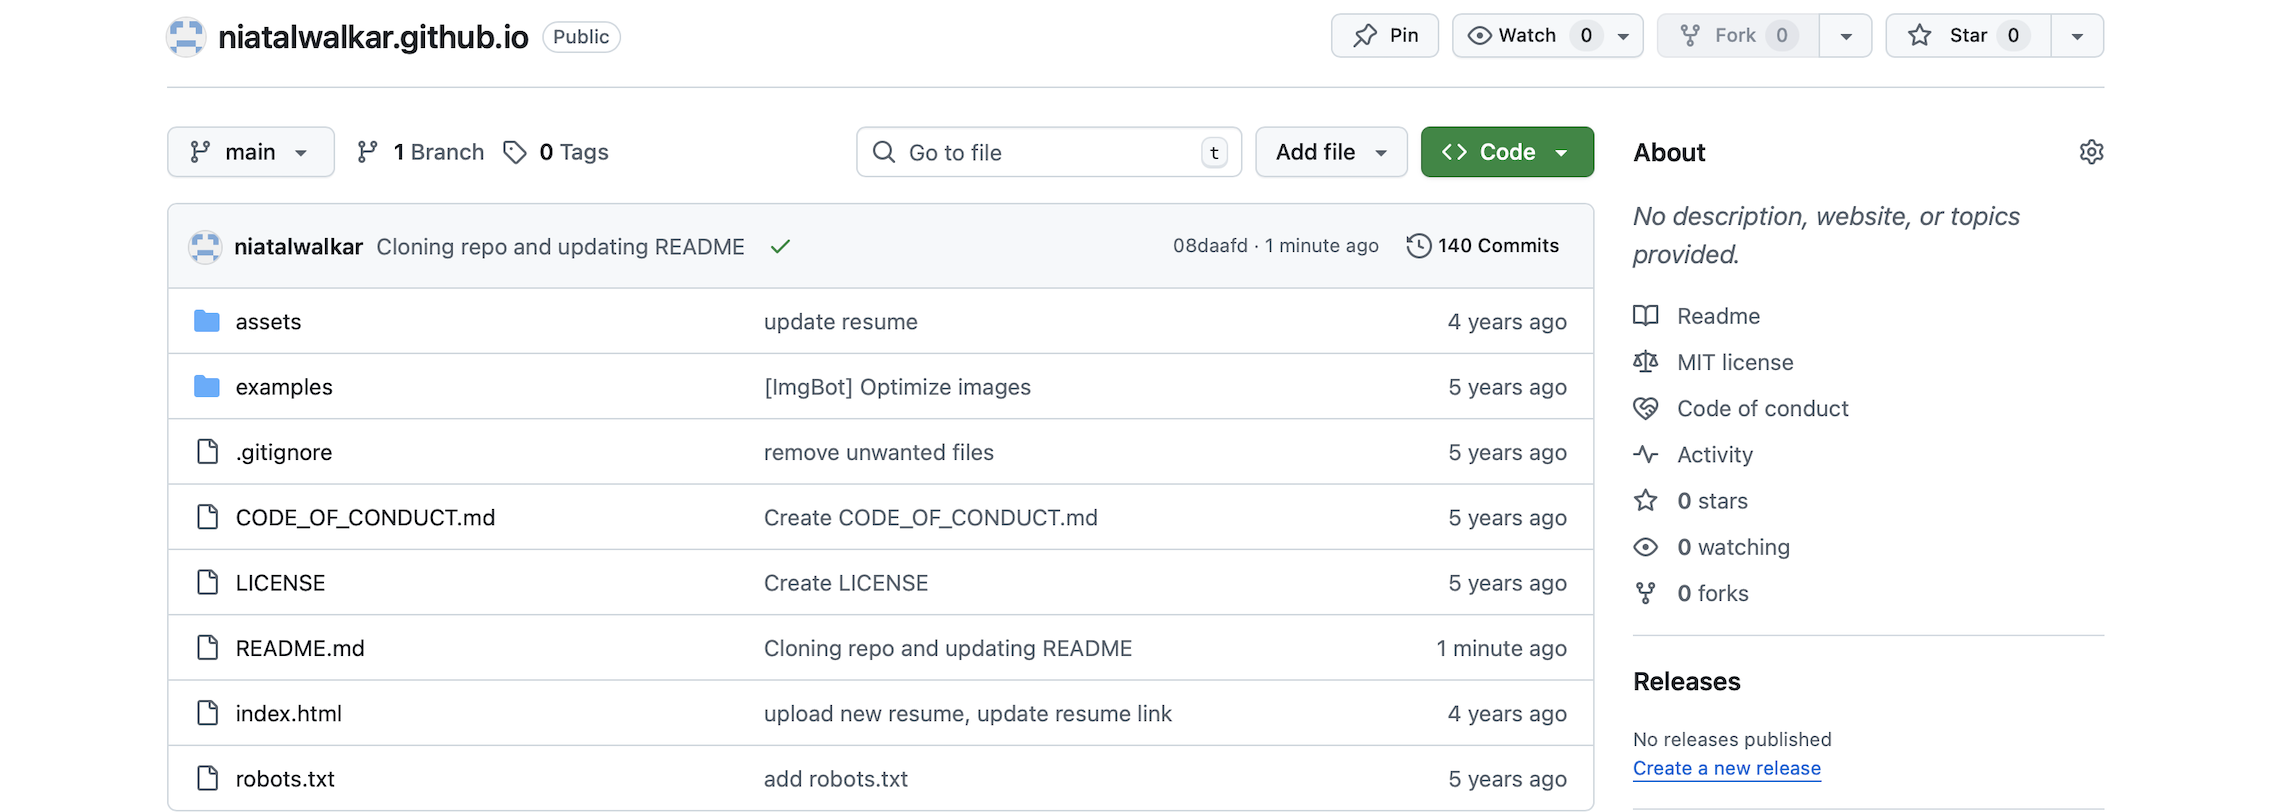 niatalwalkar.github.io Public Pin Watch 0 Fork 0 Star 0
main 1 Branch 0 Tags Go to file t Add file <> Code
niatalwalkar Cloning repo and updating README 08daafd · 1 minute ago 140 Commits
assets update resume 4 years ago
examples [ImgBot] Optimize images 5 years ago
.gitignore remove unwanted files 5 years ago
CODE_OF_CONDUCT.md Create CODE_OF_CONDUCT.md 5 years ago
LICENSE Create LICENSE 5 years ago
README.md Cloning repo and updating README 1 minute ago
index.html upload new resume, update resume link 4 years ago
robots.txt add robots.txt 5 years ago
About
No description, website, or topics
provided.
Readme
MIT license
Code of conduct
Activity
0 stars
0 watching
0 forks
Releases
No releases published
Create a new release